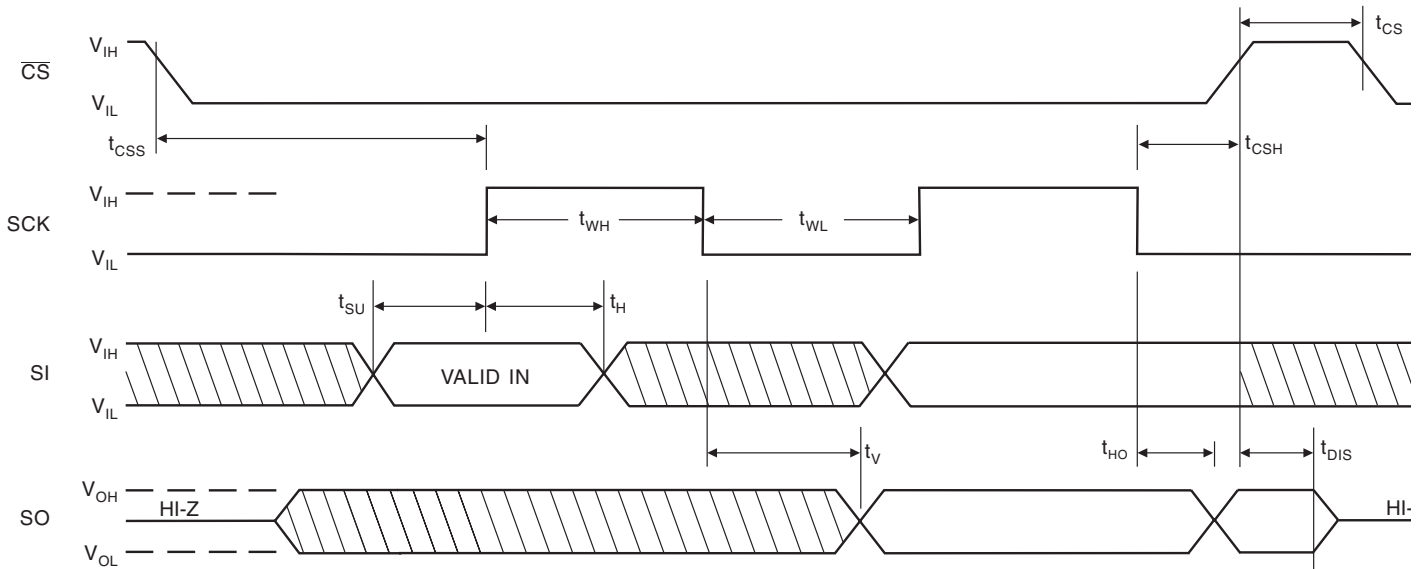 V_IH
t_CS
C̅S̅
V_IL
t_CSS
t_CSH
V_IH
SCK
t_WH
t_WL
V_IL
t_SU
t_H
V_IH
SI
VALID IN
V_IL
t_V
t_HO
t_DIS
V_OH
SO
HI-Z
HI-
V_OL